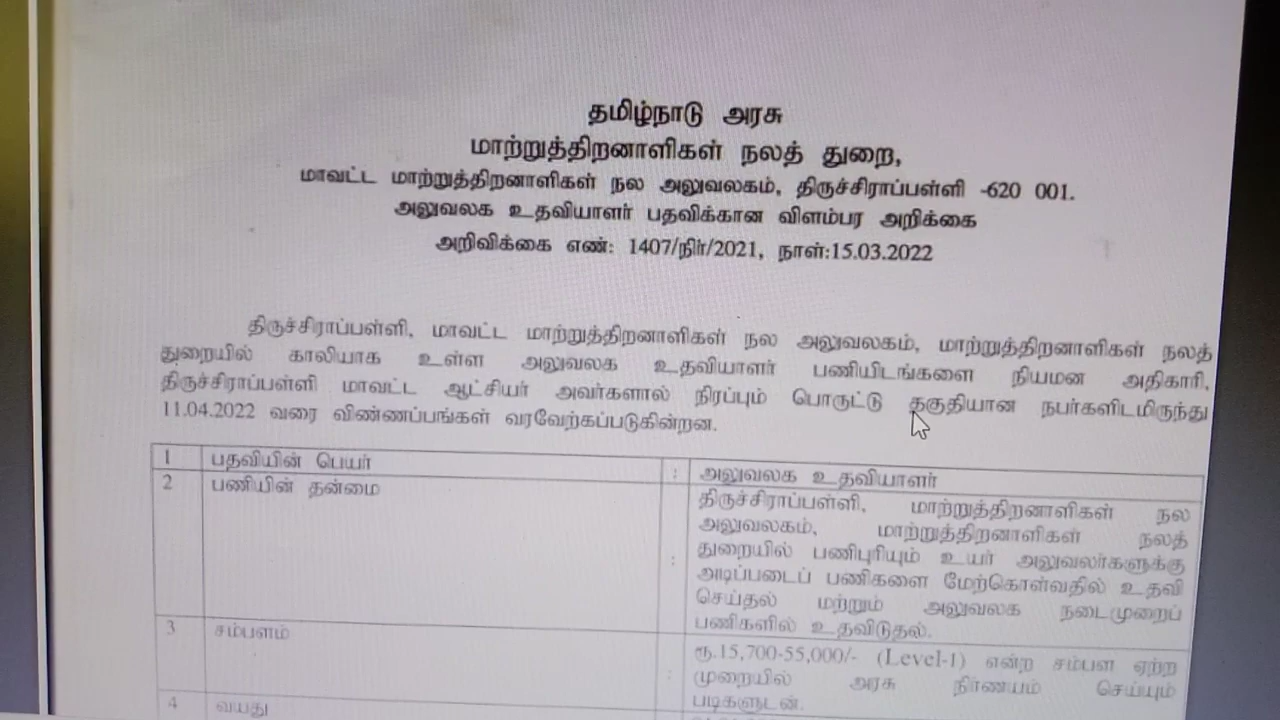 தமிழ்நாடு அரசு
மாற்றுத்திறனாளிகள் நலத் துறை,
மாவட்ட மாற்றுத்திறனாளிகள் நல அலுவலகம், திருச்சிராப்பள்ளி -620 001.
அலுவலக உதவியாளர் பதவிக்கான விளம்பர அறிக்கை
அறிவிக்கை எண்: 1407/நிர்/2021, நாள்:15.03.2022
திருச்சிராப்பள்ளி, மாவட்ட மாற்றுத்திறனாளிகள் நல அலுவலகம், மாற்றுத்திறனாளிகள் நலத்
துறையில் காலியாக உள்ள அலுவலக உதவியாளர் பணியிடங்களை நியமன அதிகாரி,
திருச்சிராப்பள்ளி மாவட்ட ஆட்சியர் அவர்களால் நிரப்பும் பொருட்டு தகுதியான நபர்களிடமிருந்து
11.04.2022 வரை விண்ணப்பங்கள் வரவேற்கப்படுகின்றன.
1 பதவியின் பெயர் : அலுவலக உதவியாளர்
2 பணியின் தன்மை : திருச்சிராப்பள்ளி, மாற்றுத்திறனாளிகள் நல
அலுவலகம், மாற்றுத்திறனாளிகள் நலத்
துறையில் பணிபுரியும் உயர் அலுவலர்களுக்கு
அடிப்படைப் பணிகளை மேற்கொள்வதில் உதவி
செய்தல் மற்றும் அலுவலக நடைமுறைப்
பணிகளில் உதவிடுதல்.
3 சம்பளம் : ரூ.15,700-55,000/- (Level-1) என்ற சம்பள ஏற்ற
முறையில் அரசு நிர்ணயம் செய்யும்
படிகளுடன்.
4 வயது